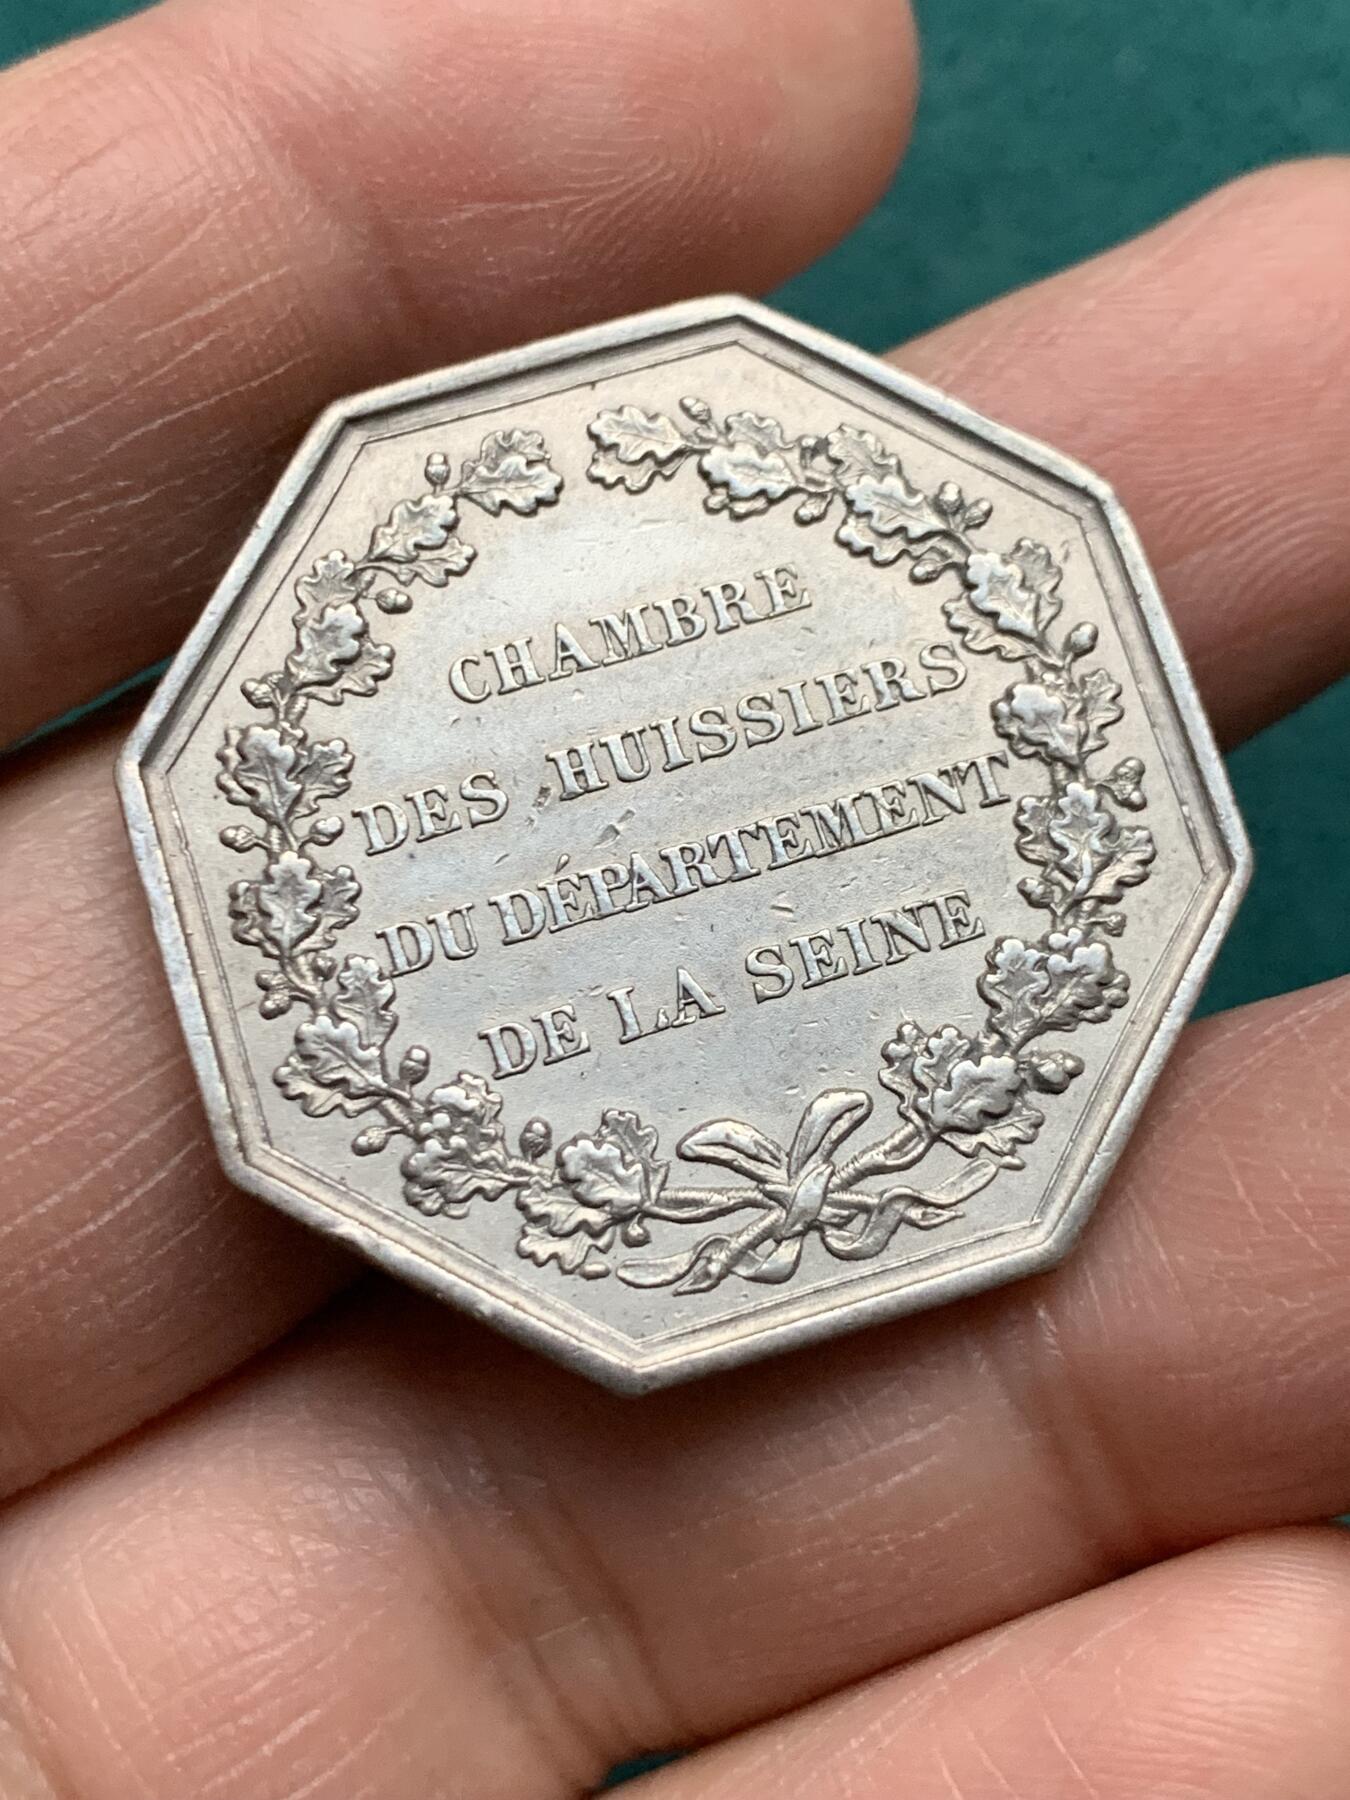 CHAMBRE
DES HUISSIERS
DU DÉPARTEMENT
DE LA SEINE